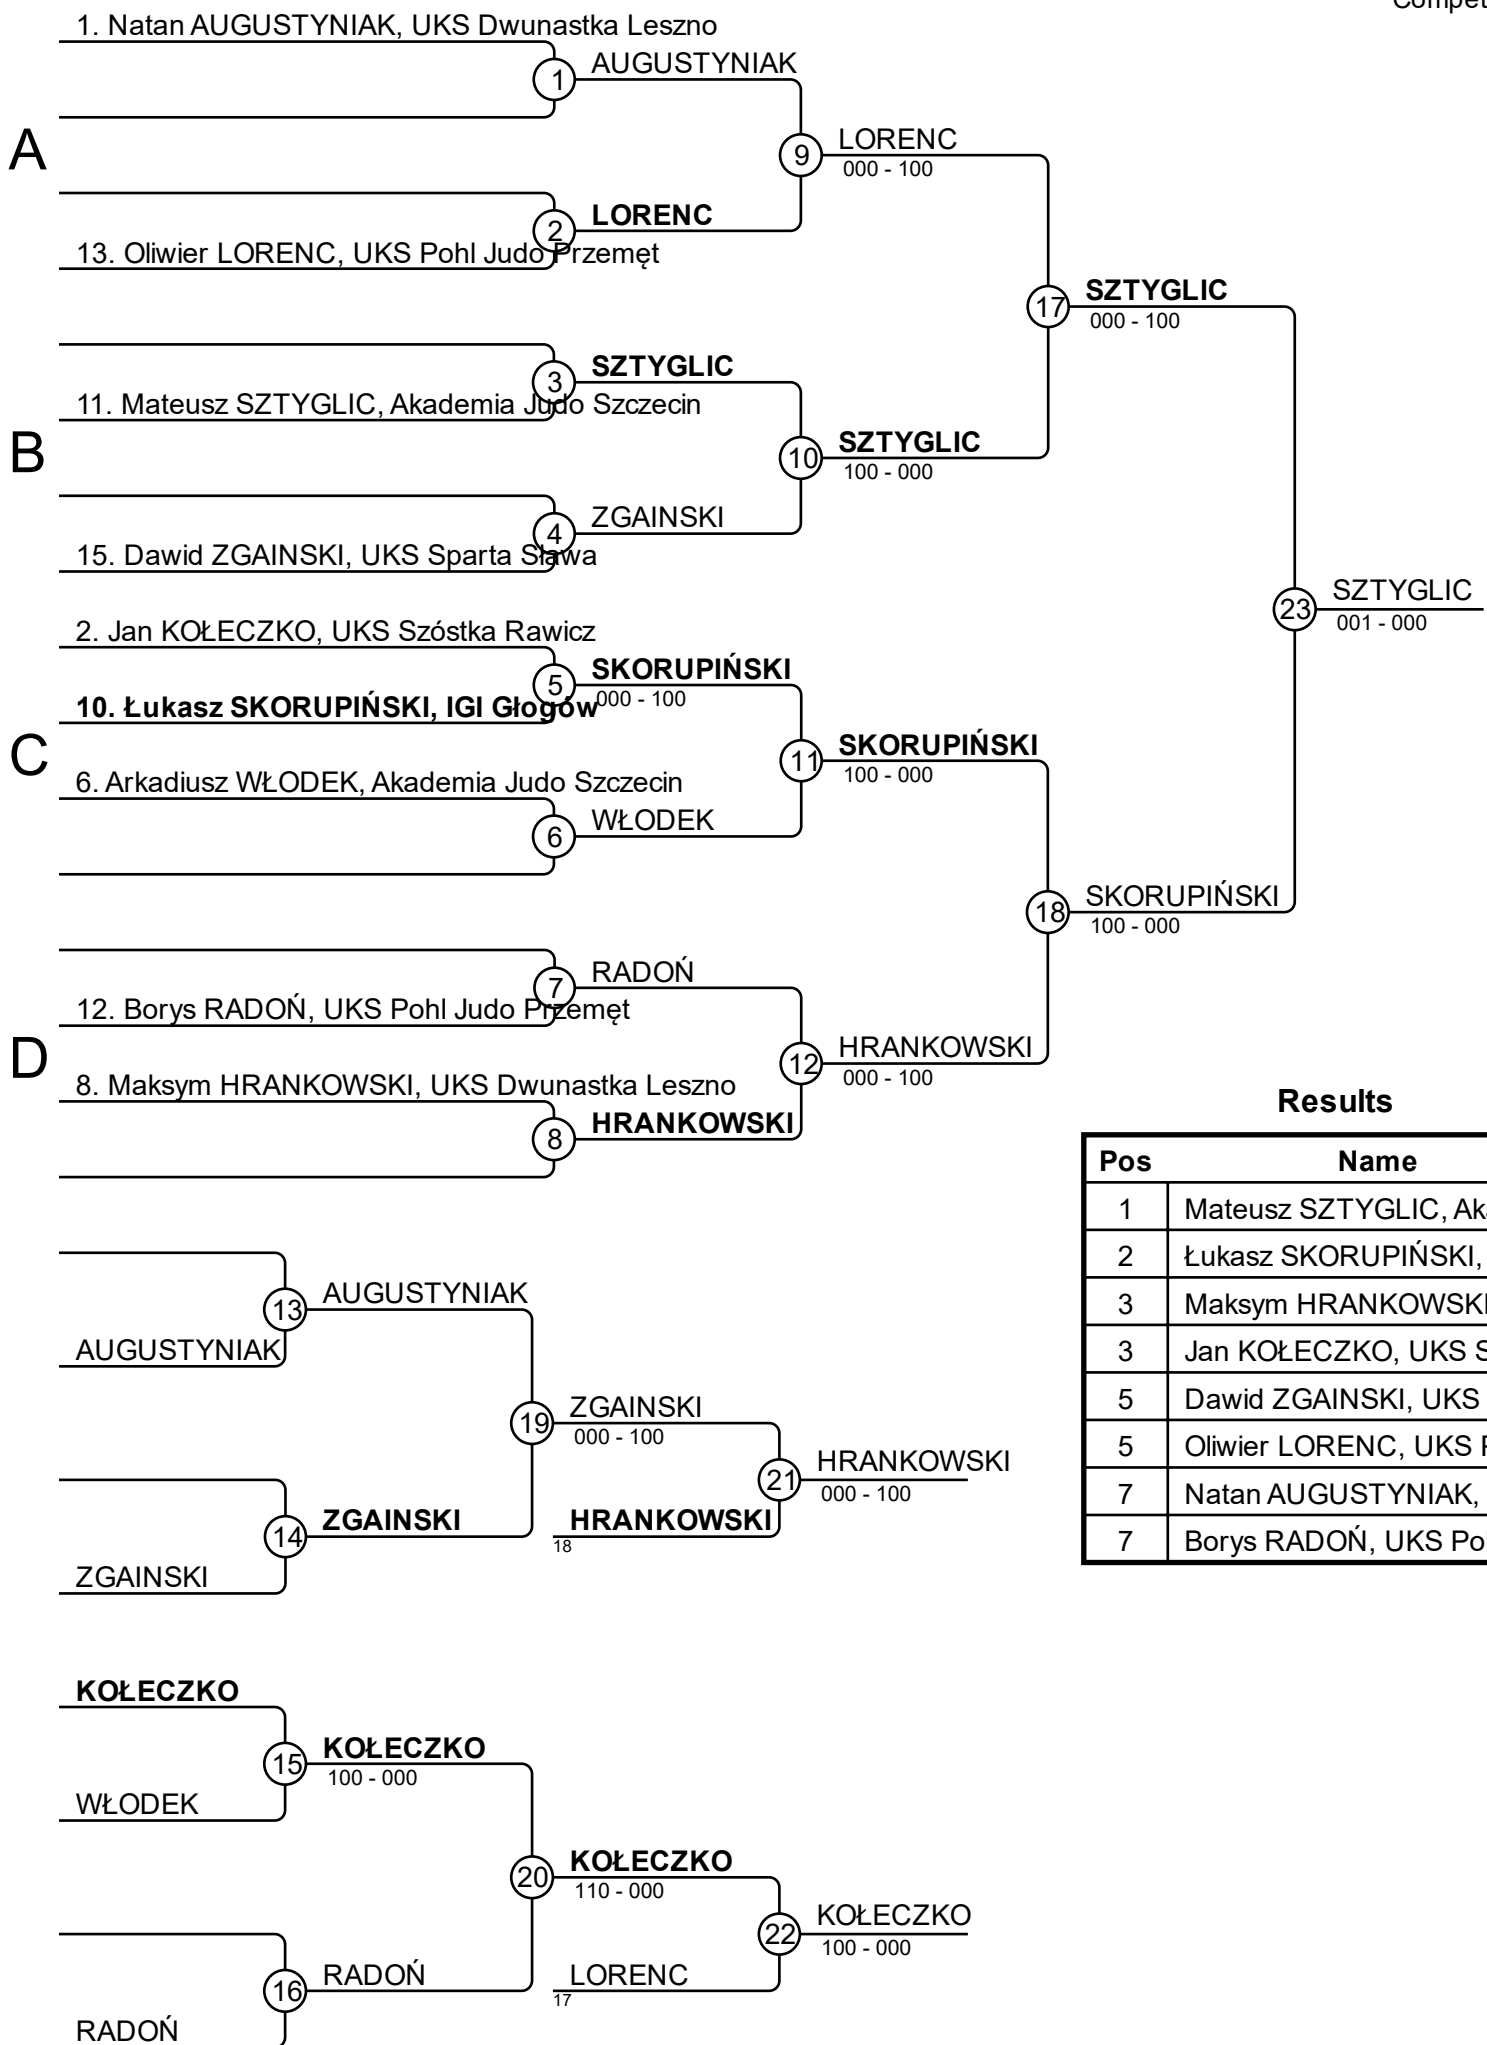 Compet
1. Natan AUGUSTYNIAK, UKS Dwunastka Leszno
1
AUGUSTYNIAK
A
9
LORENC
000 - 100
2
LORENC
13. Oliwier LORENC, UKS Pohl Judo Przemęt
17
SZTYGLIC
000 - 100
3
SZTYGLIC
11. Mateusz SZTYGLIC, Akademia Judo Szczecin
B
10
SZTYGLIC
100 - 000
4
ZGAINSKI
15. Dawid ZGAINSKI, UKS Sparta Sława
23
SZTYGLIC
001 - 000
2. Jan KOŁECZKO, UKS Szóstka Rawicz
5
SKORUPIŃSKI
000 - 100
10. Łukasz SKORUPIŃSKI, IGI Głogów
C
11
SKORUPIŃSKI
100 - 000
6. Arkadiusz WŁODEK, Akademia Judo Szczecin
6
WŁODEK
18
SKORUPIŃSKI
100 - 000
7
RADOŃ
12. Borys RADOŃ, UKS Pohl Judo Przemęt
D
12
HRANKOWSKI
000 - 100
8. Maksym HRANKOWSKI, UKS Dwunastka Leszno
8
HRANKOWSKI
Results
Pos Name
1 Mateusz SZTYGLIC, Aka
2 Łukasz SKORUPIŃSKI,
3 Maksym HRANKOWSKI
3 Jan KOŁECZKO, UKS S
5 Dawid ZGAINSKI, UKS
5 Oliwier LORENC, UKS P
7 Natan AUGUSTYNIAK,
7 Borys RADOŃ, UKS Po
13
AUGUSTYNIAK
AUGUSTYNIAK
19
ZGAINSKI
000 - 100
21
HRANKOWSKI
000 - 100
14
ZGAINSKI
HRANKOWSKI
18
ZGAINSKI
KOŁECZKO
15
KOŁECZKO
100 - 000
WŁODEK
20
KOŁECZKO
110 - 000
22
KOŁECZKO
100 - 000
16
RADOŃ
LORENC
17
RADOŃ